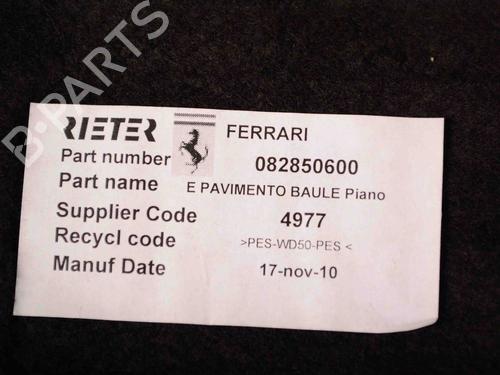 RIETER FERRARI
Part number 082850600
Part name E PAVIMENTO BAULE Piano
Supplier Code 4977
Recycl code >PES-WD50-PES <
Manuf Date 17-nov-10
B-PARTS